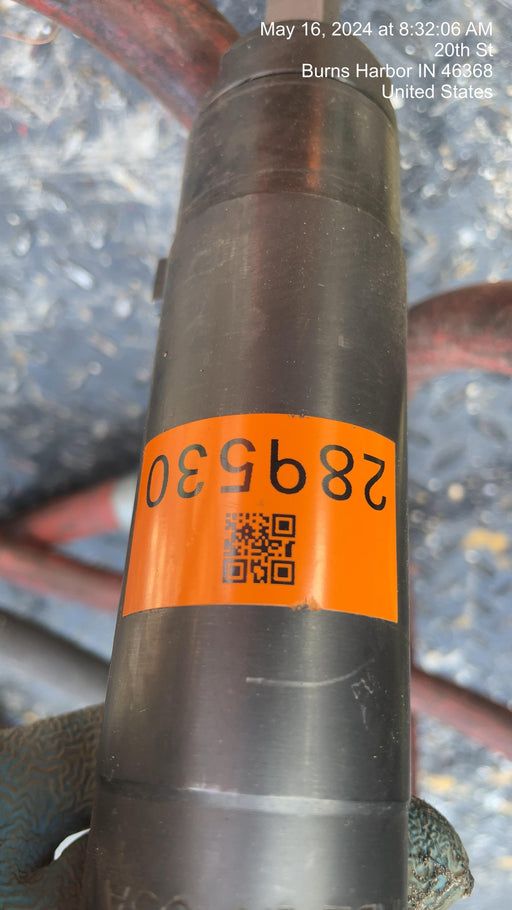 May 16, 2024 at 8:32:06 AM
20th St
Burns Harbor IN 46368
United States
289530